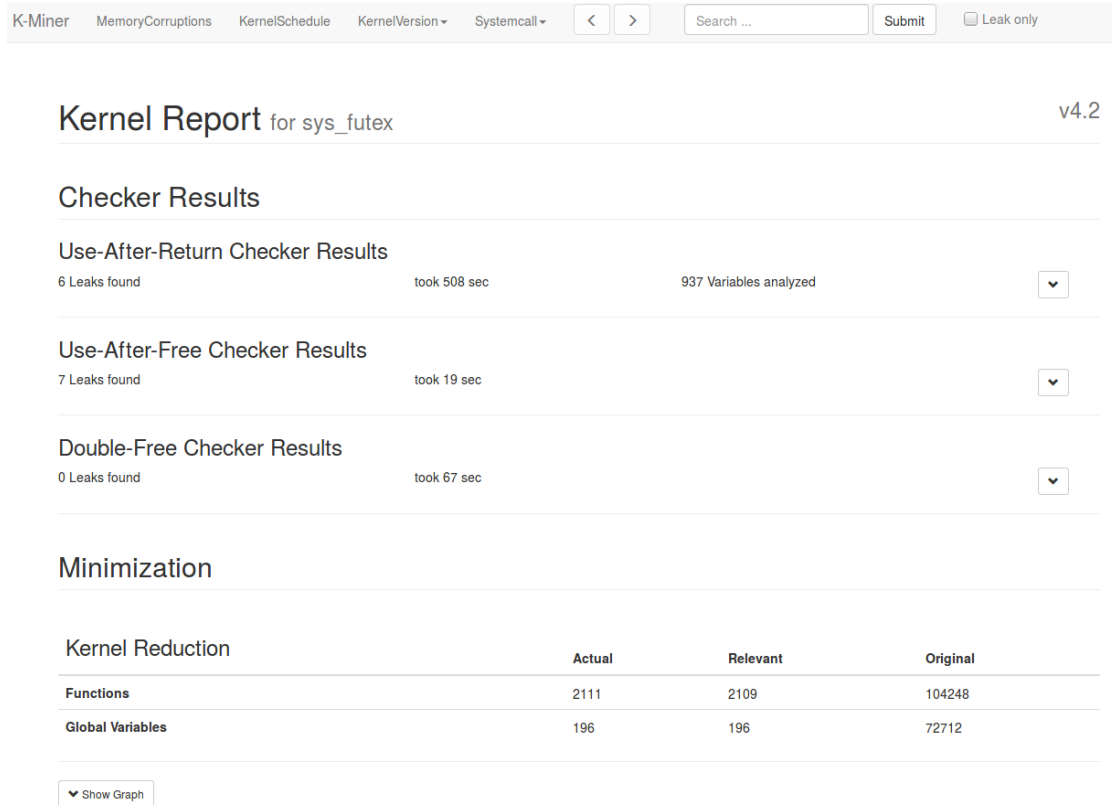 K-Miner MemoryCorruptions KernelSchedule KernelVersion Systemcall Search ... Submit Leak only
Kernel Report for sys_futex v4.2
Checker Results
Use-After-Return Checker Results
6 Leaks found took 508 sec 937 Variables analyzed
Use-After-Free Checker Results
7 Leaks found took 19 sec
Double-Free Checker Results
0 Leaks found took 67 sec
Minimization
Kernel Reduction Actual Relevant Original
Functions 2111 2109 104248
Global Variables 196 196 72712
Show Graph